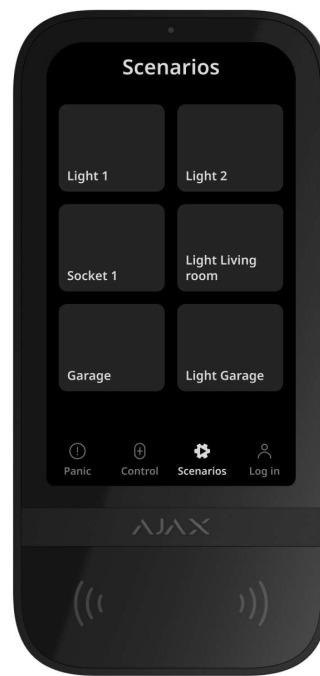 Scenarios
Light 1
Light 2
Socket 1
Light Living
room
Garage
Light Garage
Panic
Control
Scenarios
Log in
AJAX